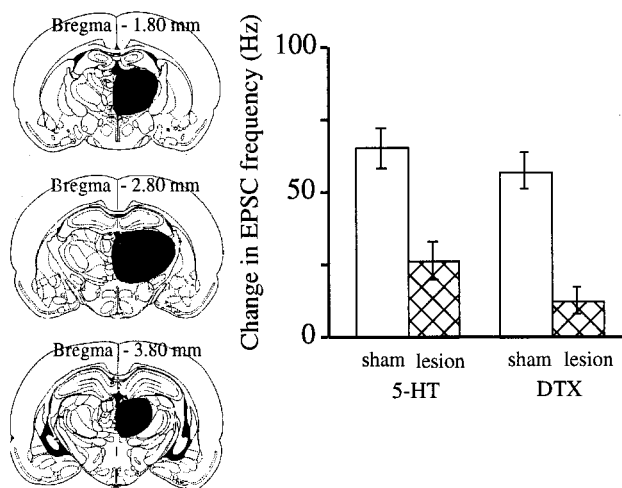 Bregma - 1.80 mm
Bregma - 2.80 mm
Bregma - 3.80 mm
Change in EPSC frequency (Hz)
100
50
0
sham lesion sham lesion
5-HT DTX